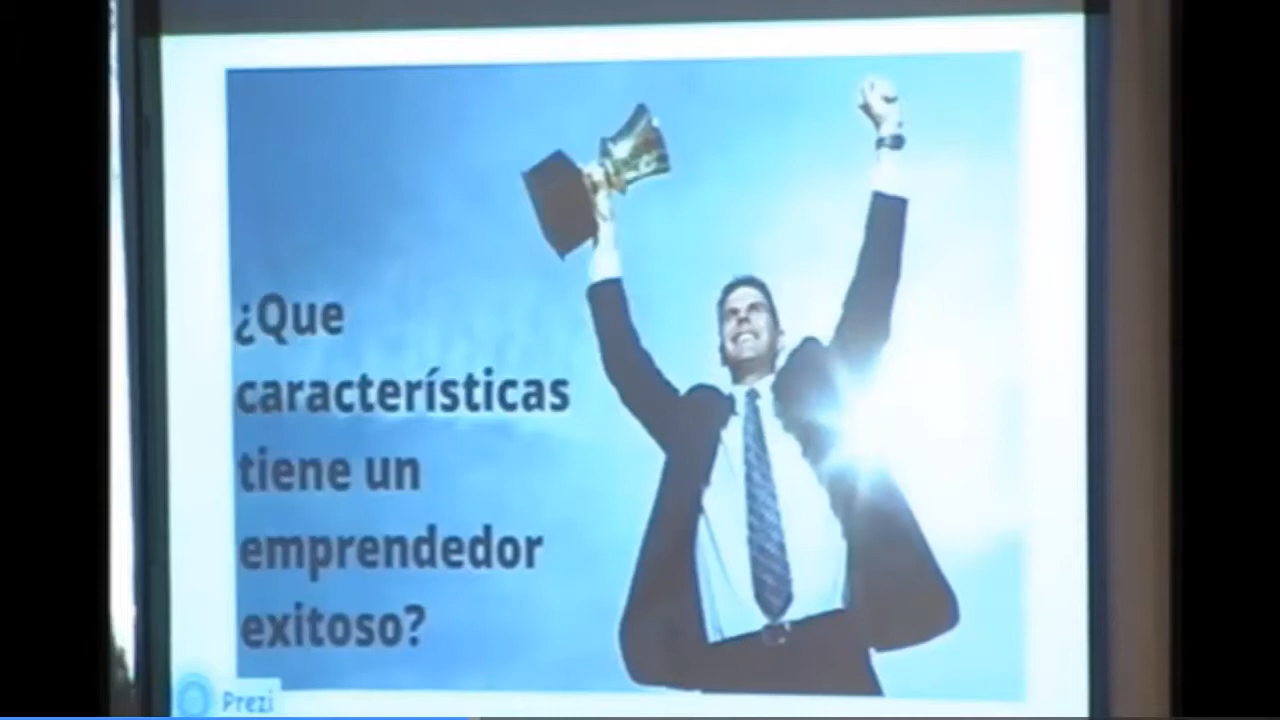 ¿Que
características
tiene un
emprendedor
exitoso?
Prezi